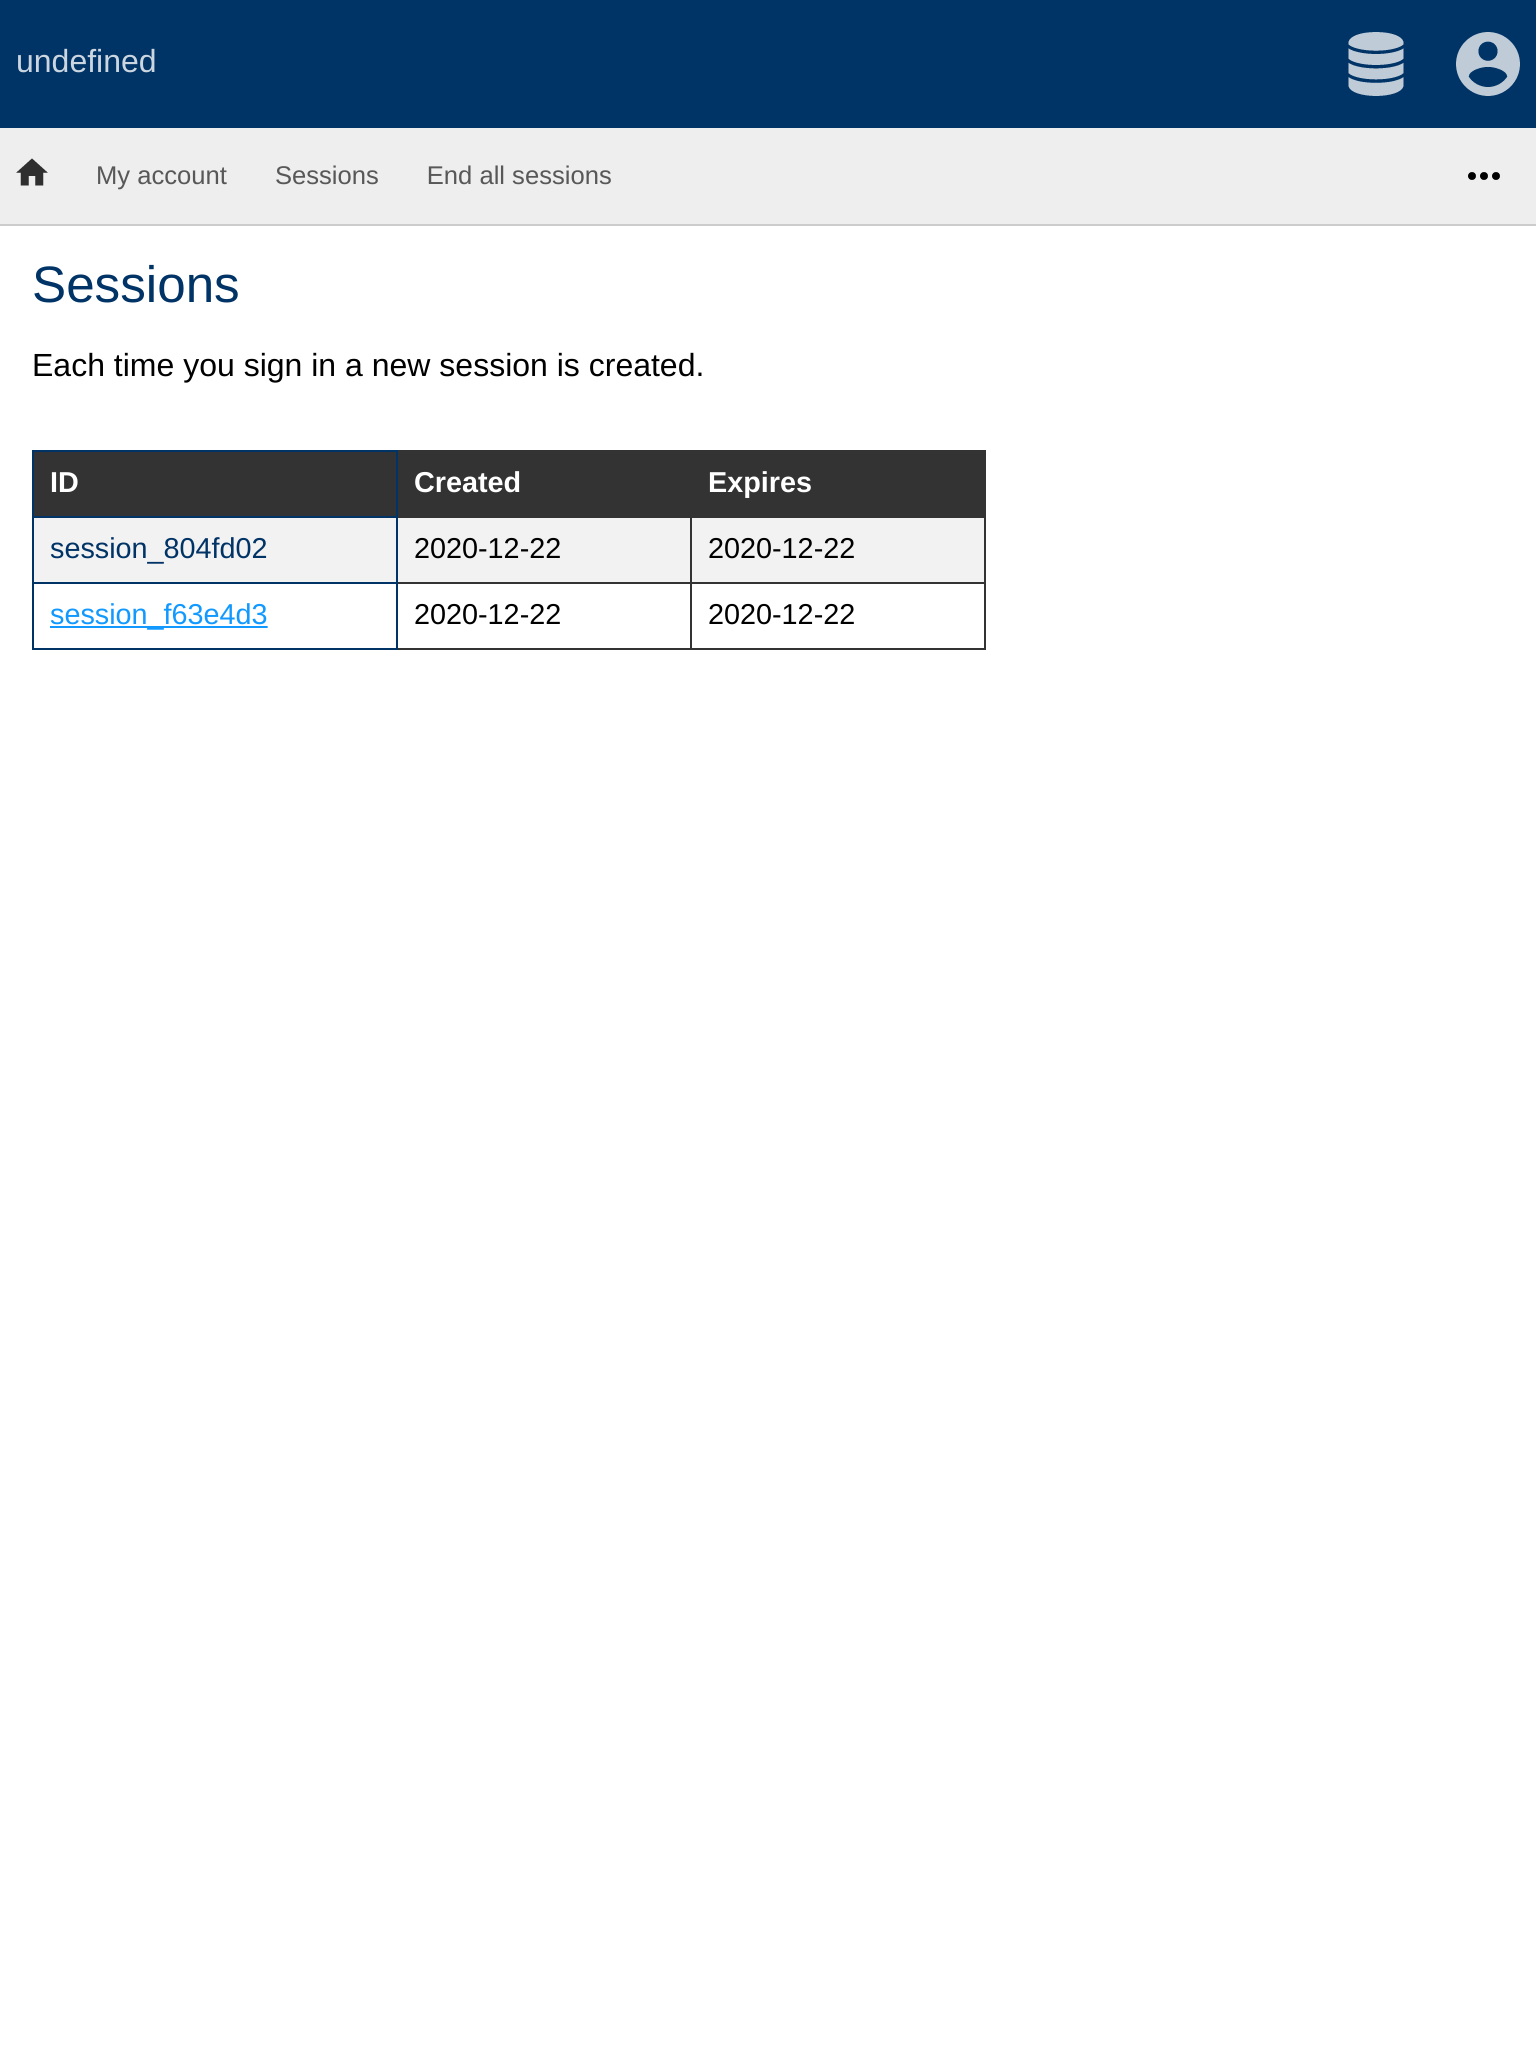 undefined
My account Sessions End all sessions
Sessions
Each time you sign in a new session is created.
ID Created Expires
session_804fd02 2020-12-22 2020-12-22
session_f63e4d3 2020-12-22 2020-12-22